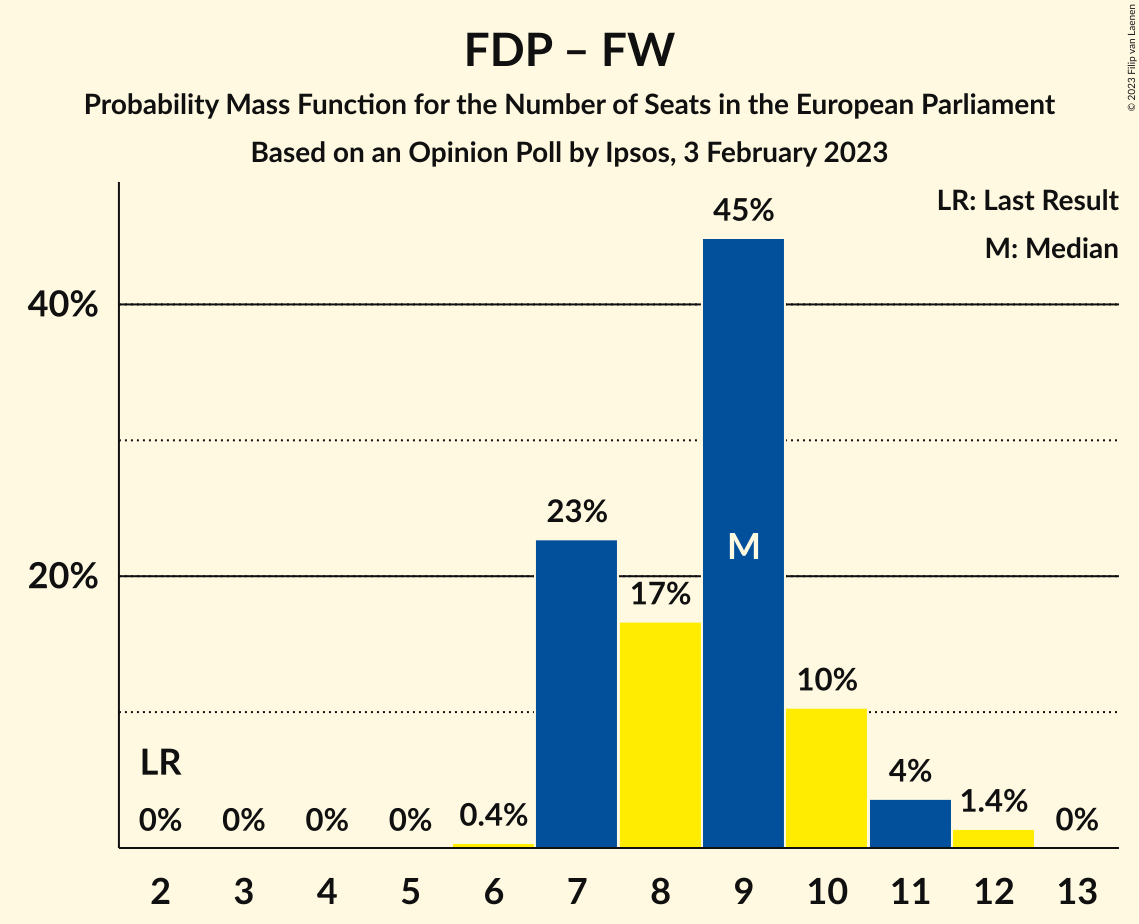 FDP – FW
Probability Mass Function for the Number of Seats in the European Parliament
Based on an Opinion Poll by Ipsos, 3 February 2023
© 2023 Filip van Laenen
LR: Last Result
M: Median
45%
40%
23%
M
20%
17%
10%
LR
4%
0% 0% 0% 0% 0.4% 1.4% 0%
2 3 4 5 6 7 8 9 10 11 12 13